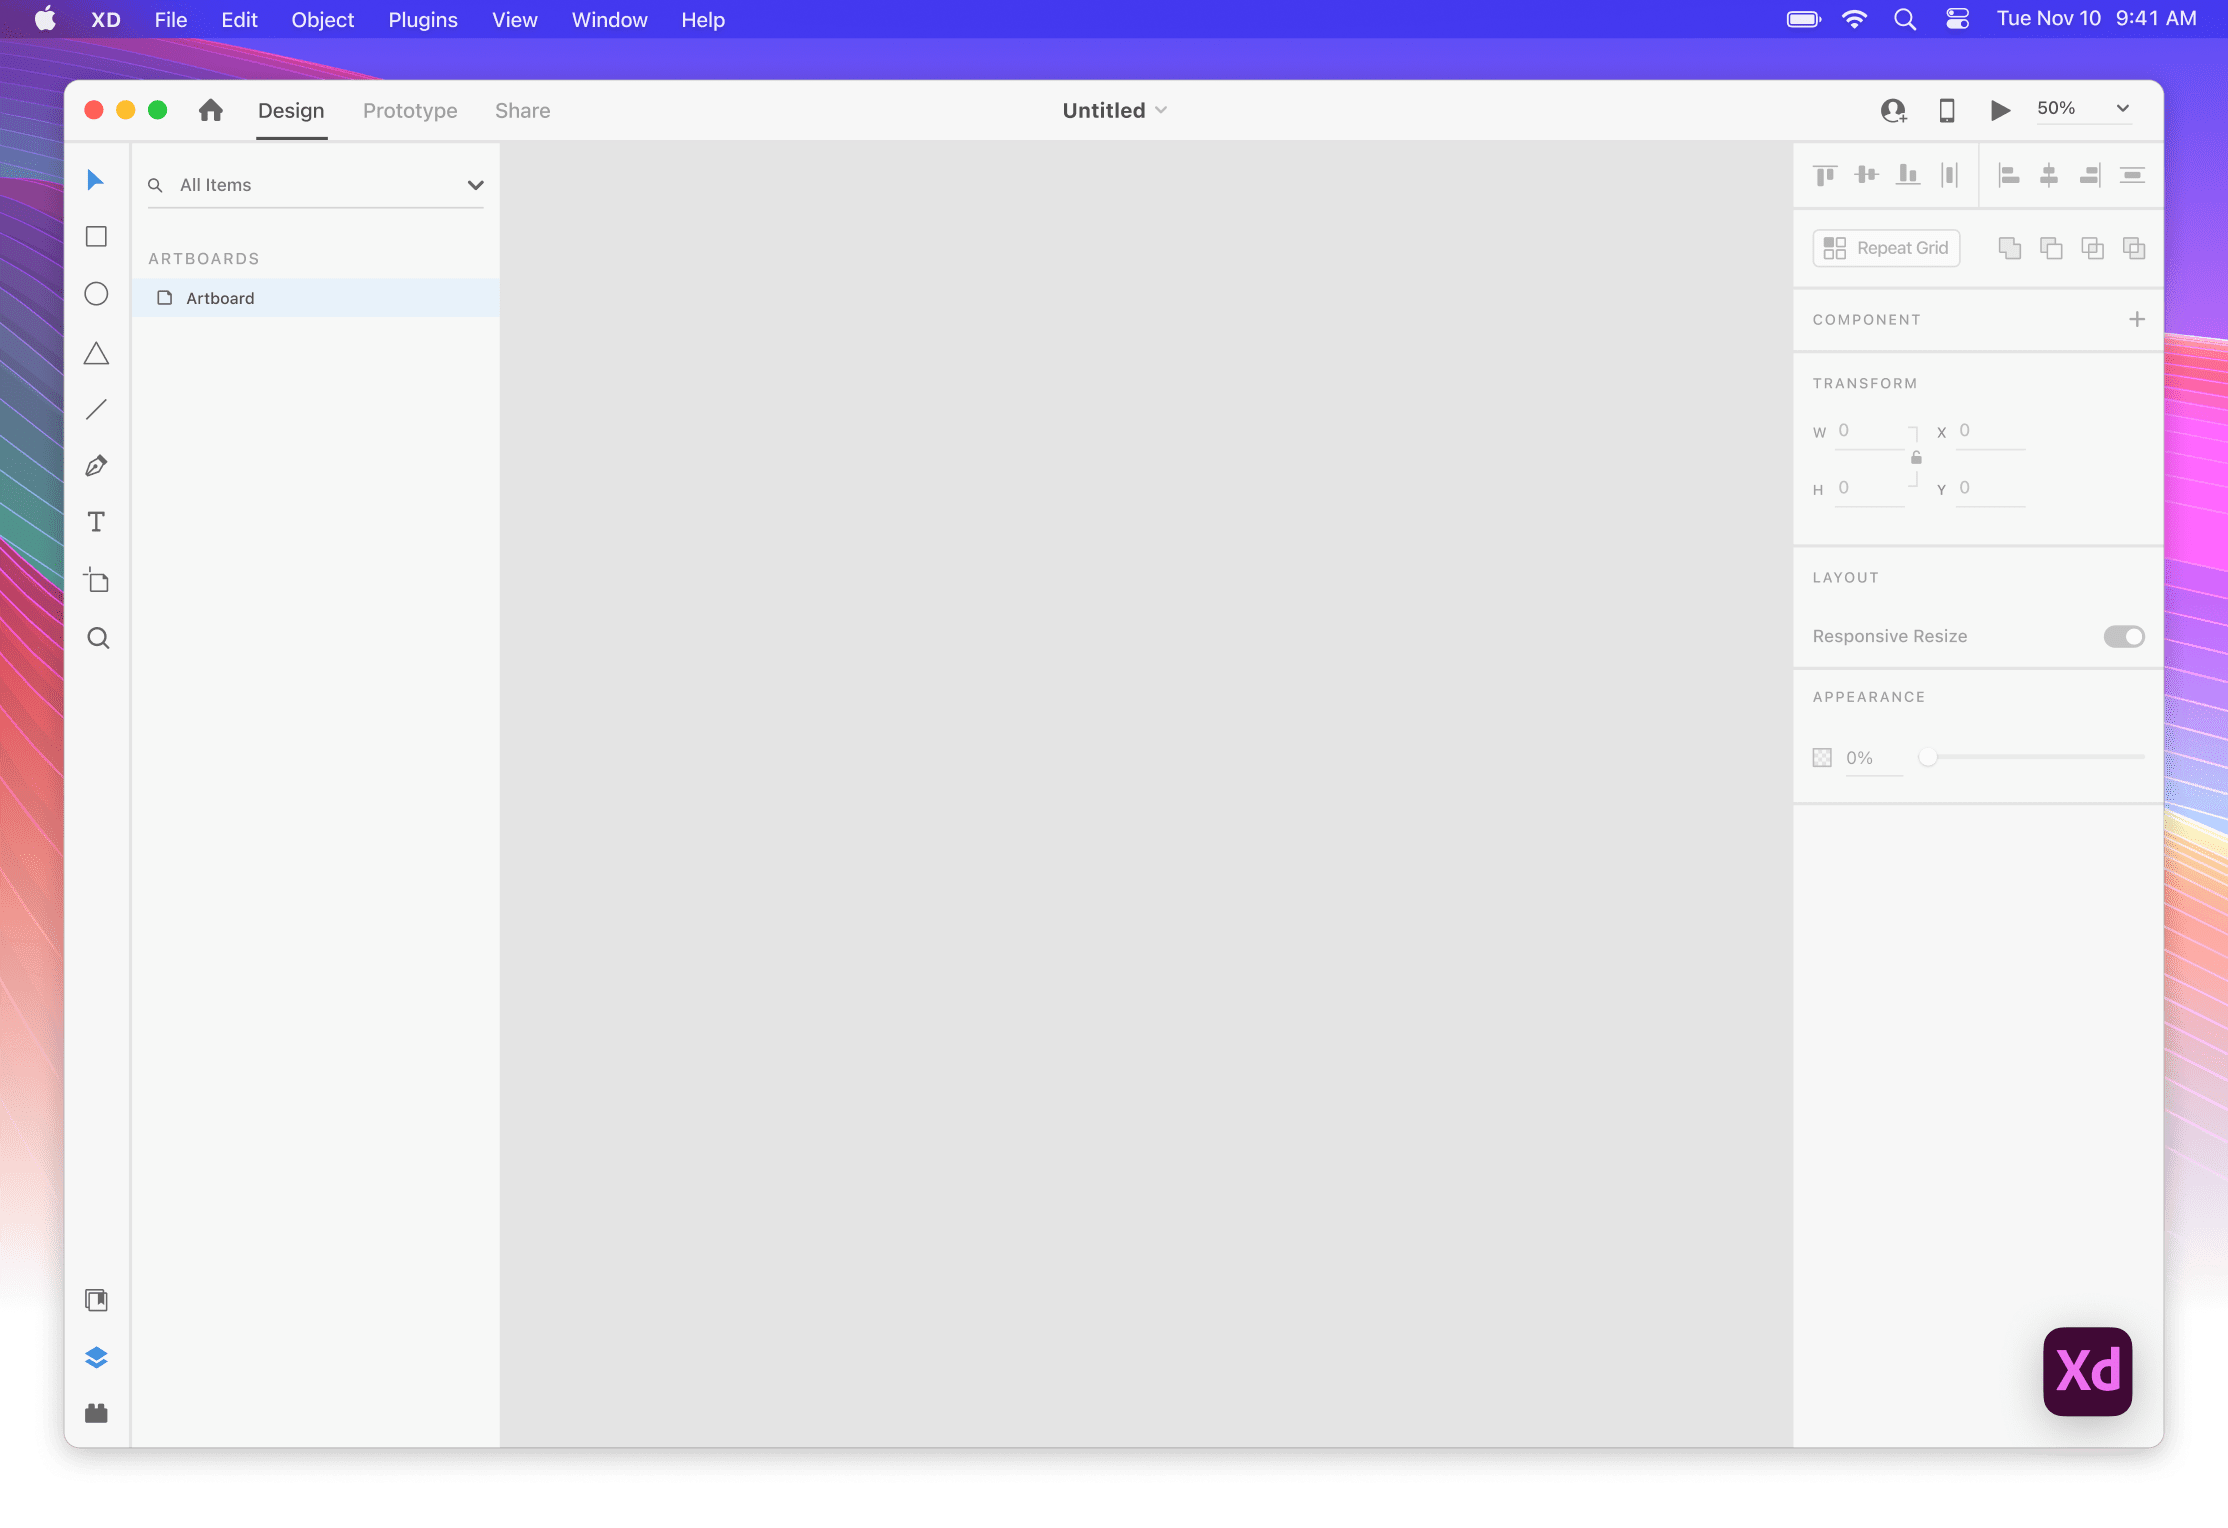 XD File Edit Object Plugins View Window Help Tue Nov 10 9:41 AM
Design Prototype Share Untitled 50%
All Items
ARTBOARDS
Artboard
Repeat Grid
COMPONENT
TRANSFORM
W 0 X 0
H 0 Y 0
LAYOUT
Responsive Resize
APPEARANCE
0%
Xd